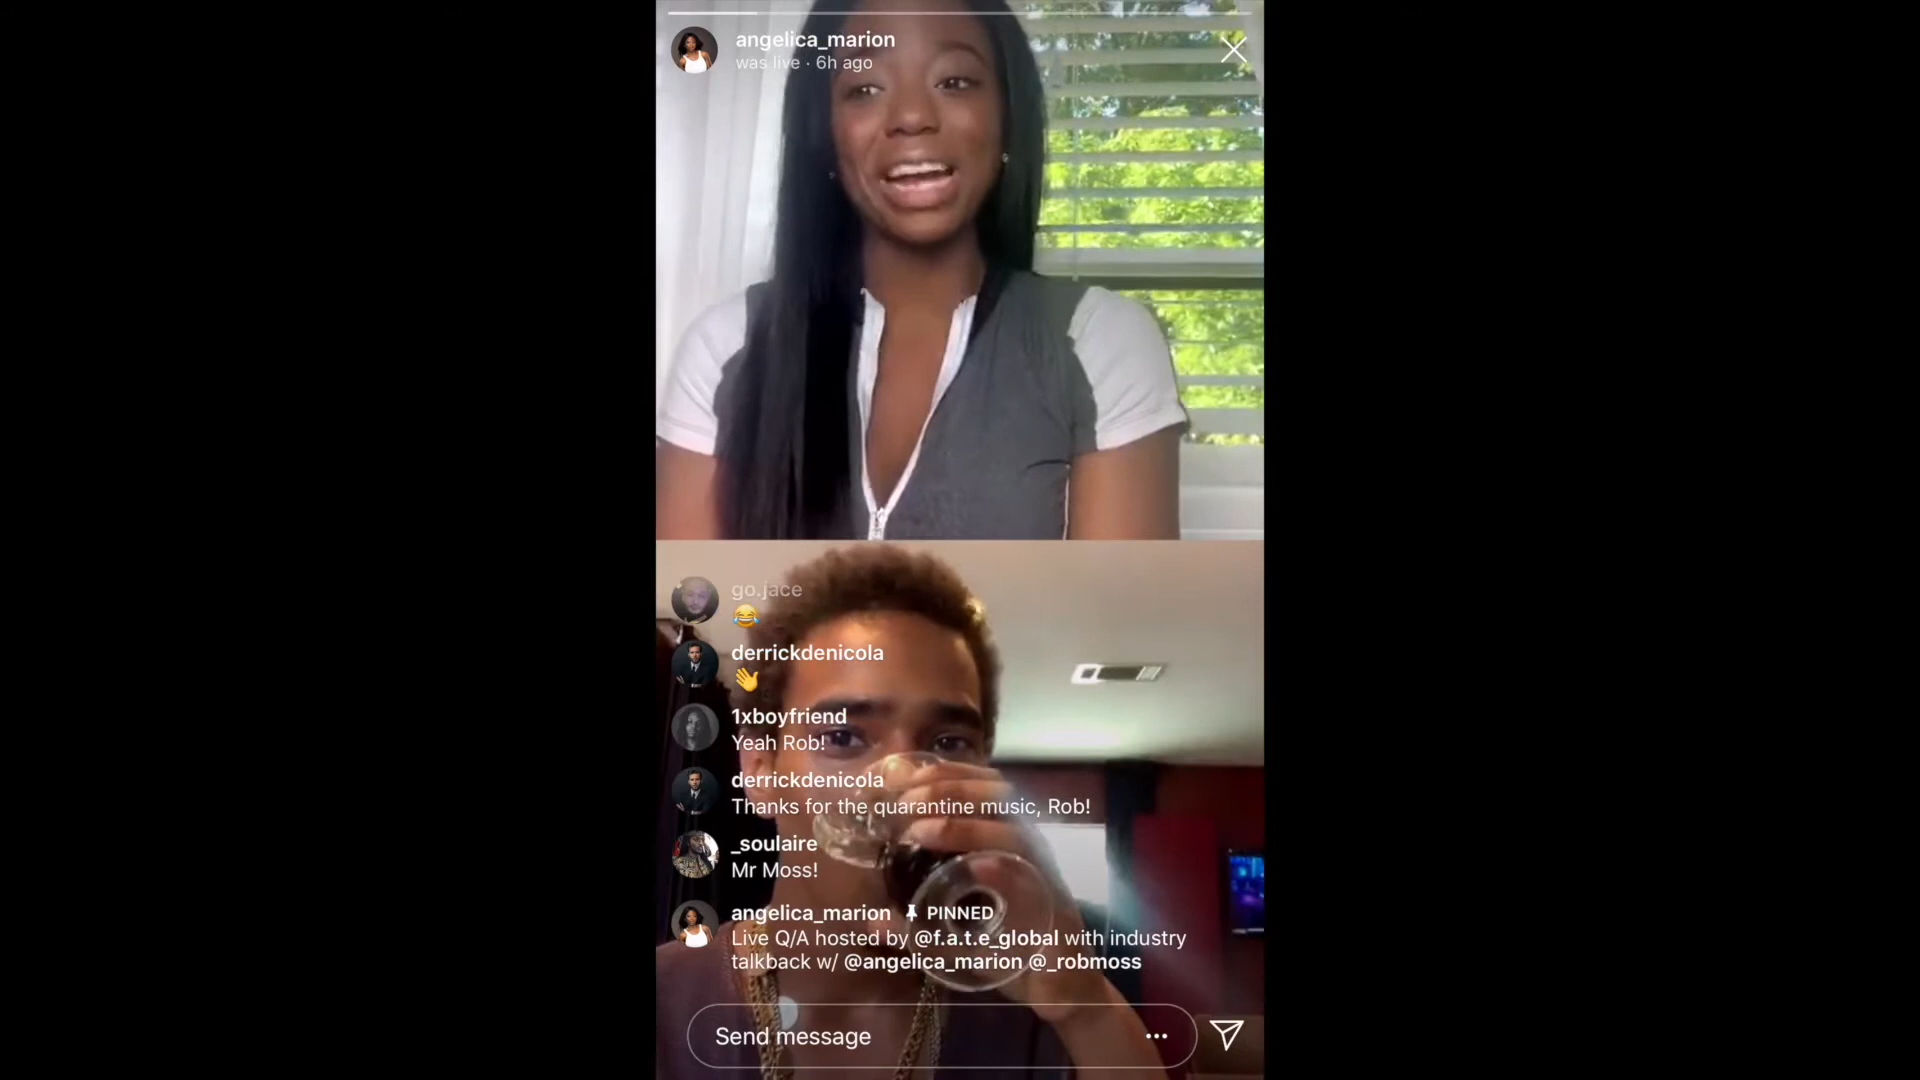 angelica_marion
was live · 6h ago
go.jace
😂
derrickdenicola
👋
1xboyfriend
Yeah Rob!
derrickdenicola
Thanks for the quarantine music, Rob!
_soulaire
Mr Moss!
angelica_marion PINNED
Live Q/A hosted by @f.a.t.e_global with industry
talkback w/ @angelica_marion @_robmoss
Send message